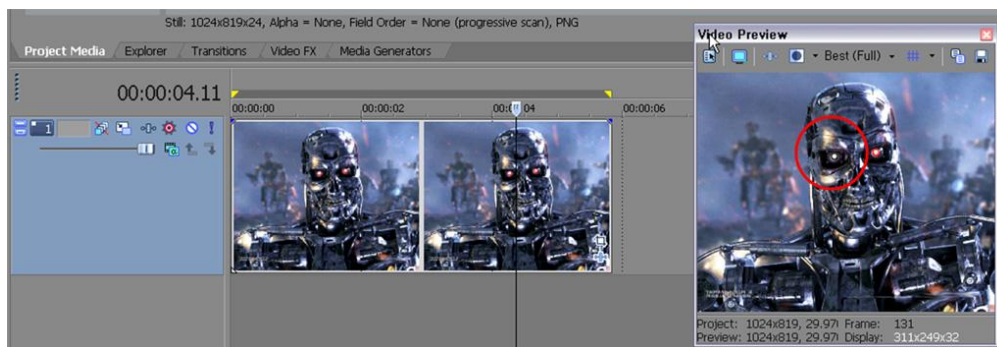 Still: 1024x819x24, Alpha = None, Field Order = None (progressive scan), PNG
Project Media / Explorer / Transitions / Video FX / Media Generators
00:00:04.11
00:00:00 00:00:02 00:00:04 00:00:06
1
Video Preview
Best (Full)
Project: 1024x819, 29.97i Frame: 131
Preview: 1024x819, 29.97i Display: 311x249x32